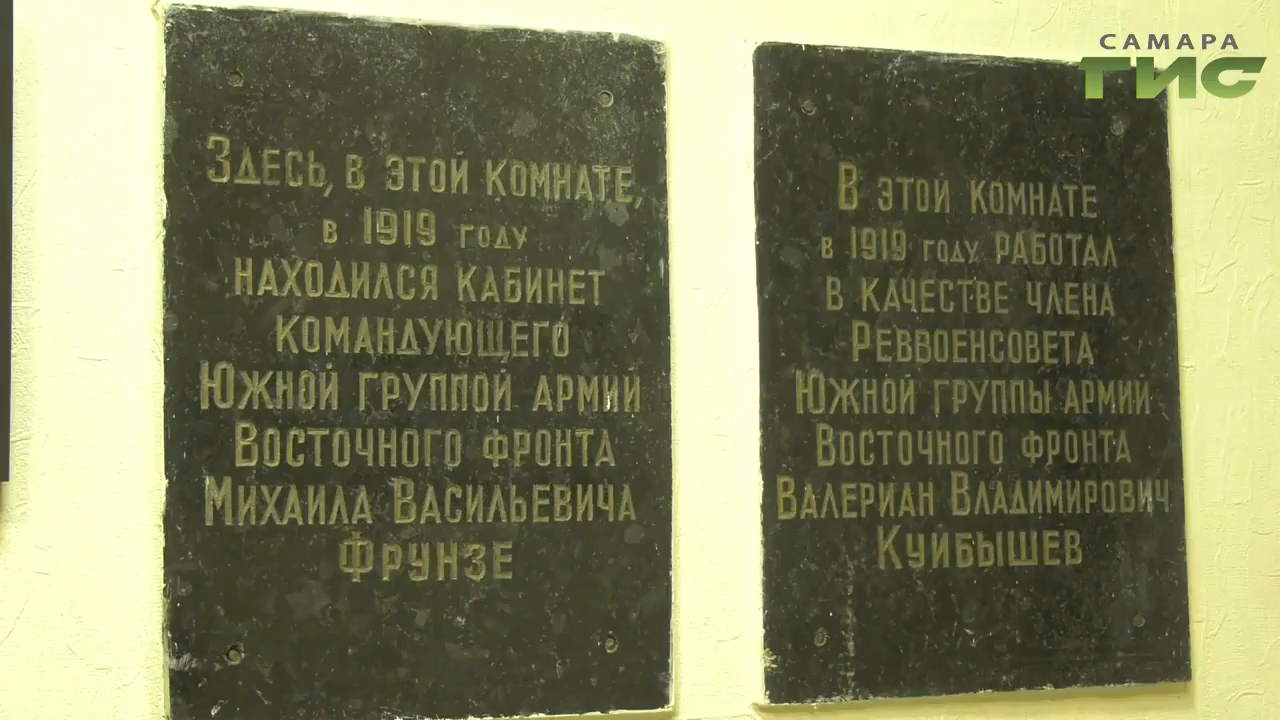 Здесь, в этой комнате,
в 1919 году
находился кабинет
командующего
Южной группой армии
Восточного фронта
Михаила Васильевича
Фрунзе
В этой комнате
в 1919 году работал
в качестве члена
Реввоенсовета
Южной группы армий
Восточного фронта
Валериан Владимирович
Куйбышев
САМАРА
ГИС